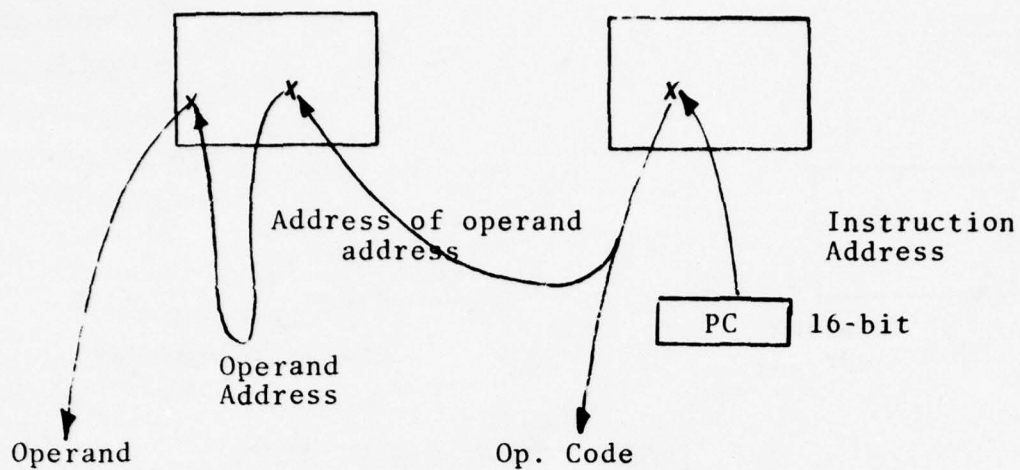 x
x
x
Address of operand
address
Instruction
Address
PC
16-bit
Operand
Address
Operand
Op. Code